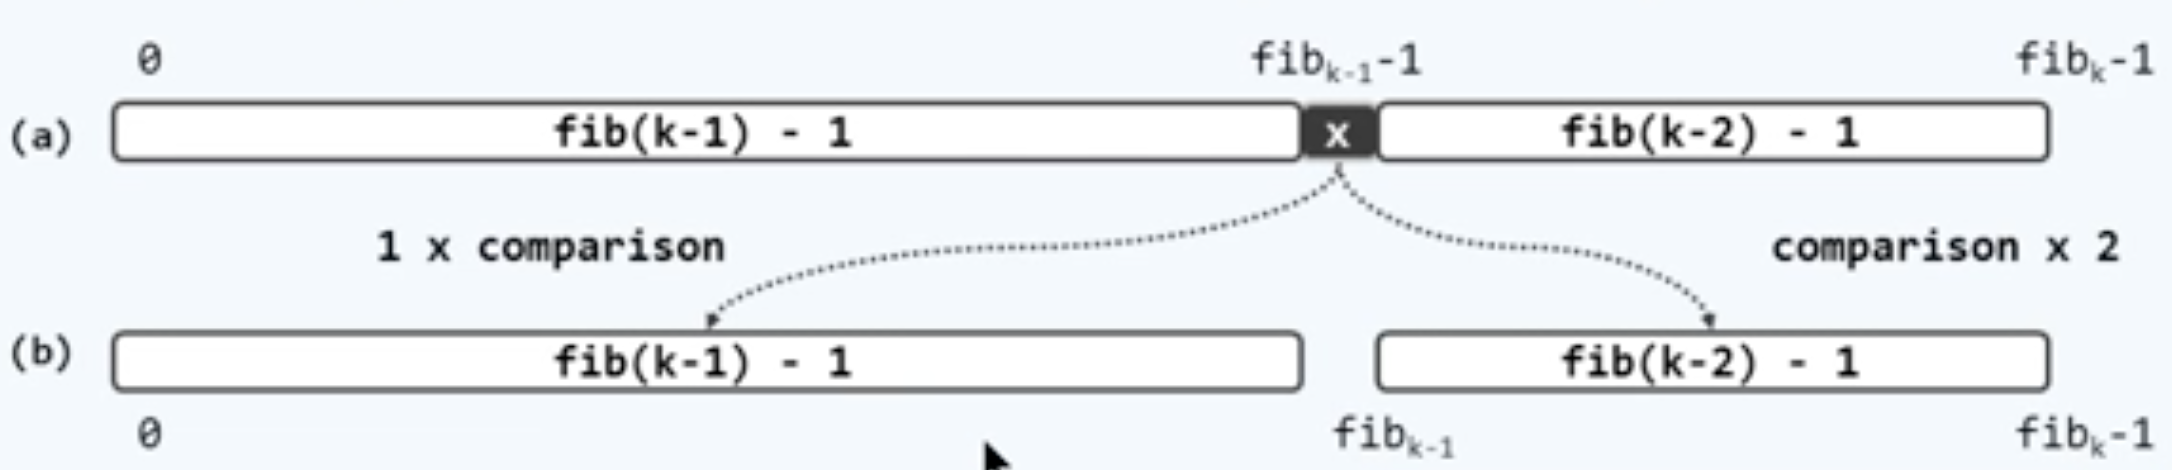 0 fib_{k-1}-1 fib_k-1
(a) fib(k-1) - 1 x fib(k-2) - 1
1 x comparison comparison x 2
(b) fib(k-1) - 1 fib(k-2) - 1
0 fib_{k-1} fib_k-1